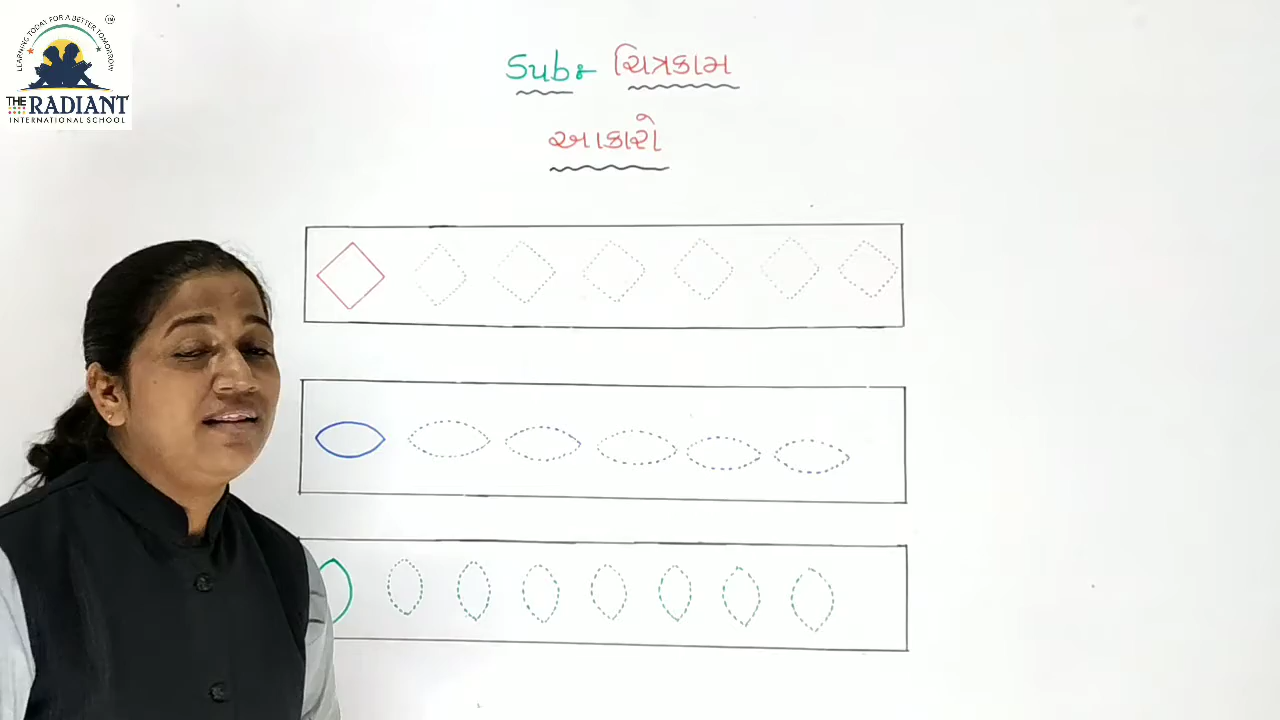 LEARNING TODAY FOR A BETTER TOMORROW
THE RADIANT
INTERNATIONAL SCHOOL
Sub:- ચિત્રકામ
આકારો